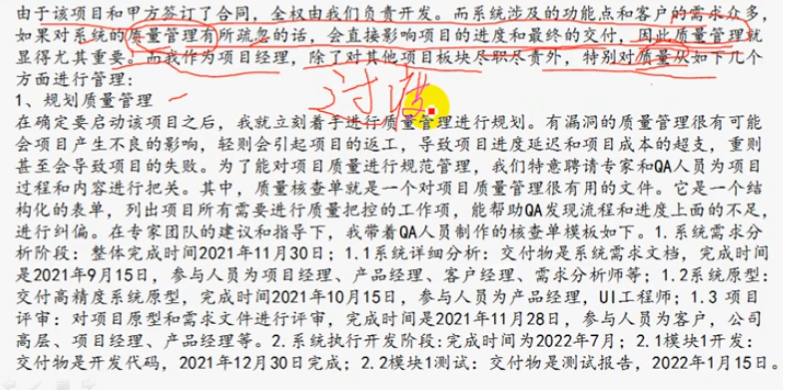 由于该项目和甲方签订了合同，全权由我们负责开发。而系统涉及的功能点和客户的需求众多，
如果对系统的质量管理有所疏忽的话，会直接影响项目的进度和最终的交付，因此质量管理就
显得尤其重要。而我作为项目经理，除了对其他项目板块尽职尽责外，特别对质量从如下几个
方面进行管理：
过渡
1、规划质量管理
在确定要启动该项目之后，我就立刻着手进行质量管理进行规划。有漏洞的质量管理很有可能
会项目产生不良的影响，轻则会引起项目的返工，导致项目进度延迟和项目成本的超支，重则
甚至会导致项目的失败。为了能对项目质量进行规范管理，我们特意聘请专家和QA人员为项目
过程和内容进行把关。其中，质量核查单就是一个对项目质量管理很有用的文件。它是一个结
构化的表单，列出项目所有需要进行质量把控的工作项，能帮助QA发现流程和进度上面的不足，
进行纠偏。在专家团队的建议和指导下，我带着QA人员制作的核查单模板如下。1.系统需求分
析阶段：整体完成时间2021年11月30日；1.1系统详细分析：交付物是系统需求文档，完成时间
是2021年9月15日，参与人员为项目经理、产品经理、客户经理、需求分析师等；1.2系统原型：
交付高精度系统原型，完成时间2021年10月15日，参与人员为产品经理，UI工程师；1.3 项目
评审：对项目原型和需求文件进行评审，完成时间是2021年11月28日，参与人员为客户，公司
高层、项目经理、产品经理等。2.系统执行开发阶段:完成时间为2022年7月；2.1模块1开发：
交付物是开发代码，2021年12月30日完成；2.2模块1测试：交付物是测试报告，2022年1月15日。